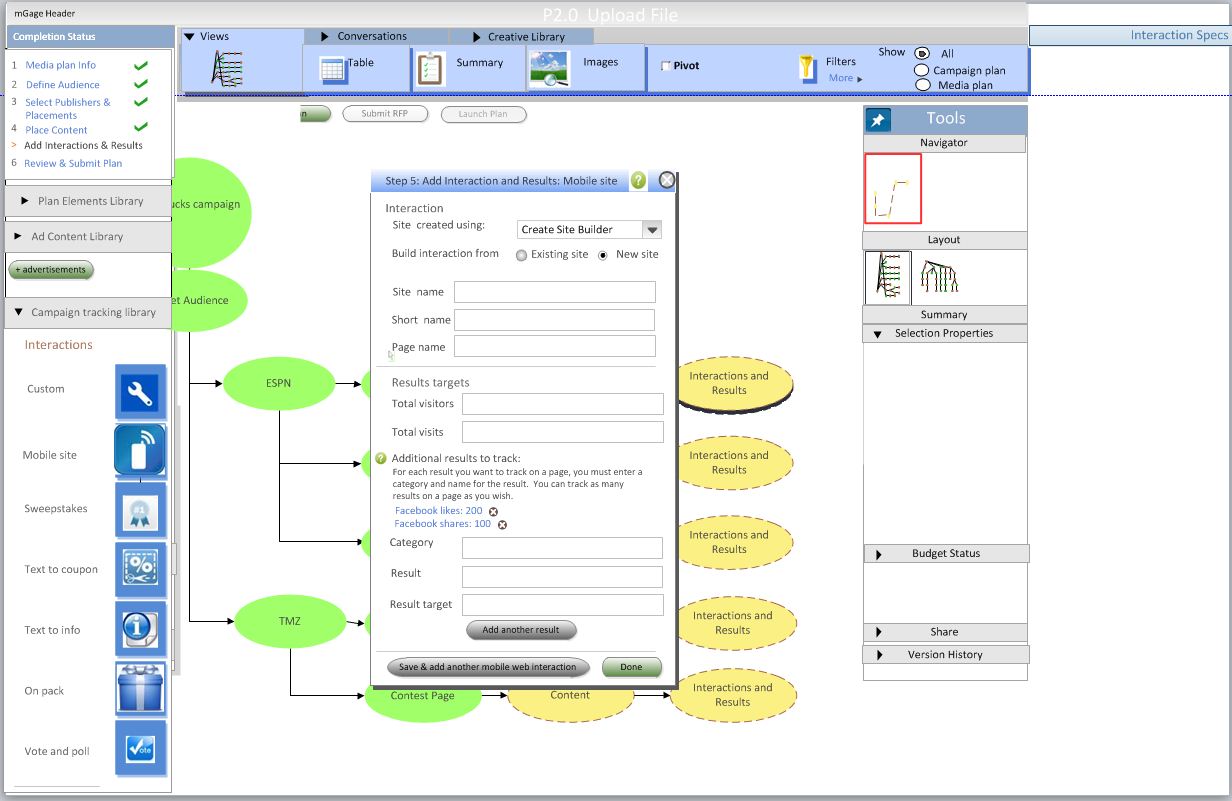 mGage Header
P2.0 Upload File
Completion Status
Interaction Specs
Views
Conversations
Creative Library
Table
Summary
Images
Pivot
Filters
More
Show
All
Campaign plan
Media plan
1 Media plan Info
2 Define Audience
3 Select Publishers &
Placements
4 Place Content
> Add Interactions & Results
6 Review & Submit Plan
Submit RFP
Launch Plan
Plan Elements Library
Ad Content Library
+ advertisements
Campaign tracking library
Interactions
Custom
Mobile site
Sweepstakes
#1
Text to coupon
Text to info
On pack
Vote and poll
Vote
ucks campaign
et Audience
ESPN
TMZ
Contest Page
Content
Step 5: Add Interaction and Results: Mobile site
?
Interaction
Site created using:
Create Site Builder
Build interaction from
Existing site
New site
Site name
Short name
Page name
Results targets
Total visitors
Total visits
? Additional results to track:
For each result you want to track on a page, you must enter a
category and name for the result. You can track as many
results on a page as you wish.
Facebook likes: 200
Facebook shares: 100
Category
Result
Result target
Add another result
Save & add another mobile web interaction
Done
Interactions and
Results
Interactions and
Results
Interactions and
Results
Interactions and
Results
Interactions and
Results
Tools
Navigator
Layout
Summary
Selection Properties
Budget Status
Share
Version History